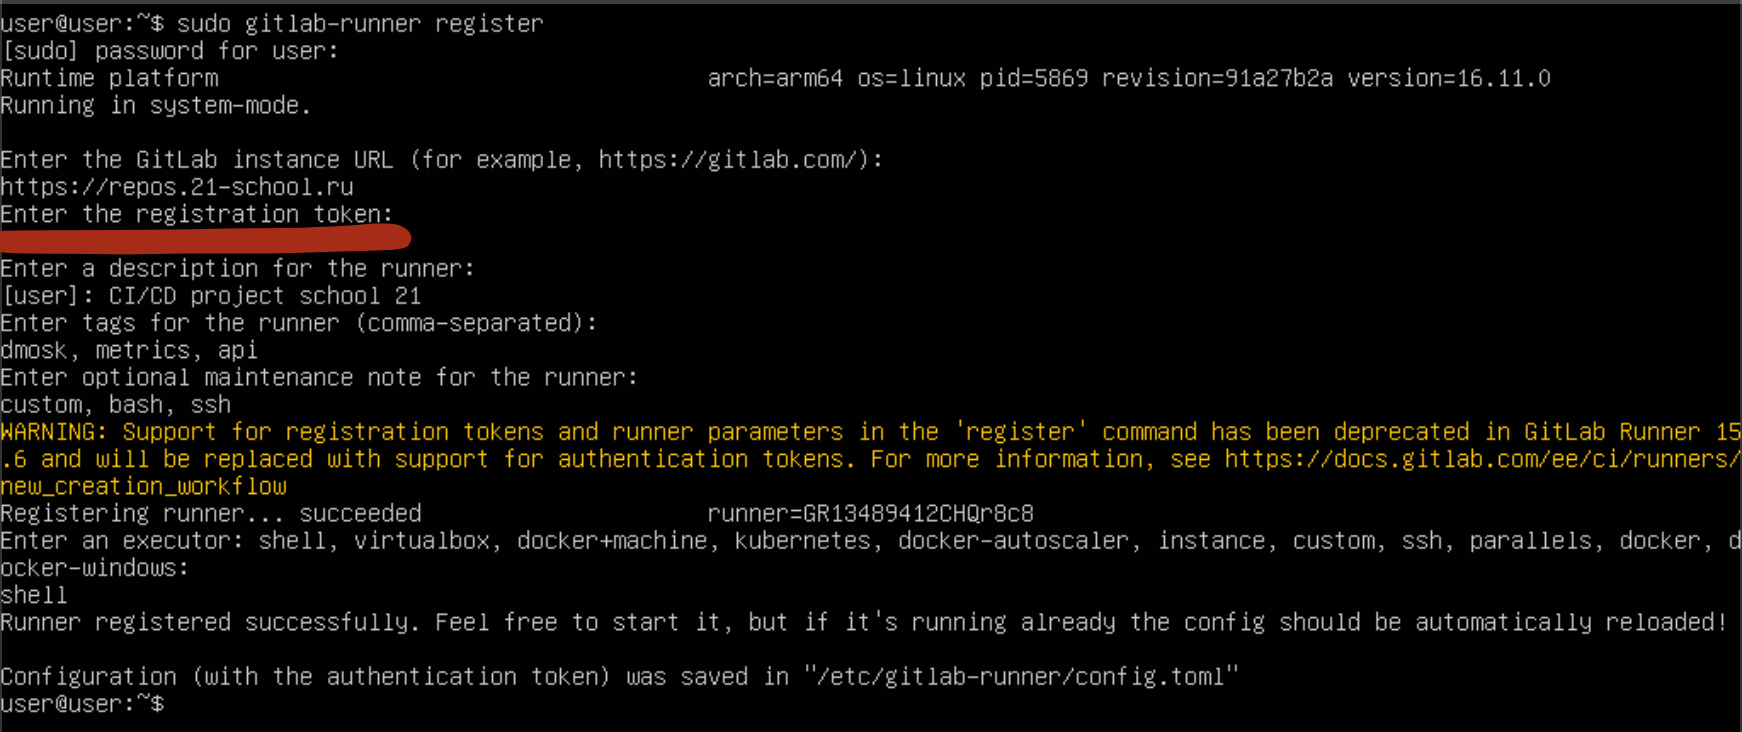 user@user:~$ sudo gitlab-runner register
[sudo] password for user:
Runtime platform                                    arch=arm64 os=linux pid=5869 revision=91a27b2a version=16.11.0
Running in system-mode.

Enter the GitLab instance URL (for example, https://gitlab.com/):
https://repos.21-school.ru
Enter the registration token:
Enter a description for the runner:
[user]: CI/CD project school 21
Enter tags for the runner (comma-separated):
dmosk, metrics, api
Enter optional maintenance note for the runner:
custom, bash, ssh
WARNING: Support for registration tokens and runner parameters in the 'register' command has been deprecated in GitLab Runner 15
.6 and will be replaced with support for authentication tokens. For more information, see https://docs.gitlab.com/ee/ci/runners/
new_creation_workflow
Registering runner... succeeded                     runner=GR13489412CHQr8c8
Enter an executor: shell, virtualbox, docker+machine, kubernetes, docker-autoscaler, instance, custom, ssh, parallels, docker, d
ocker-windows:
shell
Runner registered successfully. Feel free to start it, but if it's running already the config should be automatically reloaded!

Configuration (with the authentication token) was saved in "/etc/gitlab-runner/config.toml"
user@user:~$